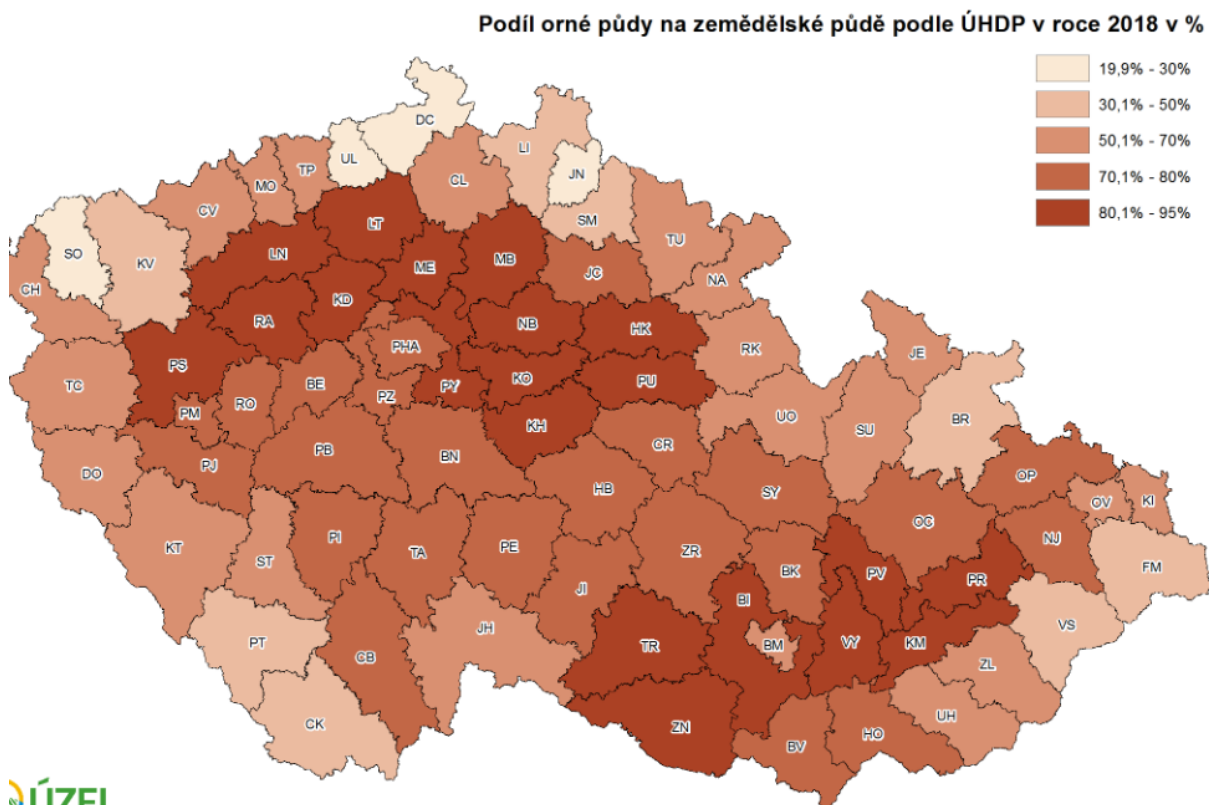 Podíl orné půdy na zemědělské půdě podle ÚHDP v roce 2018 v %
19,9% - 30%
30,1% - 50%
50,1% - 70%
70,1% - 80%
80,1% - 95%
DC
UL
LI
TP
JN
MO
CL
CV
LT
SM
SO
KV
TU
LN
ME
MB
JC
NA
CH
KD
RA
NB
HK
PHA
RK
JE
PS
BE
KO
PU
TC
PY
RO
PZ
PM
UO
BR
KH
SU
CR
PB
BN
PJ
DO
OP
HB
SY
OV
KI
OC
PI
NJ
KT
TA
PE
ZR
ST
FM
BK
PV
PR
JI
BI
VS
PT
JH
TR
BM
VY
KM
CB
ZL
UH
CK
ZN
HO
BV
ÚZEI